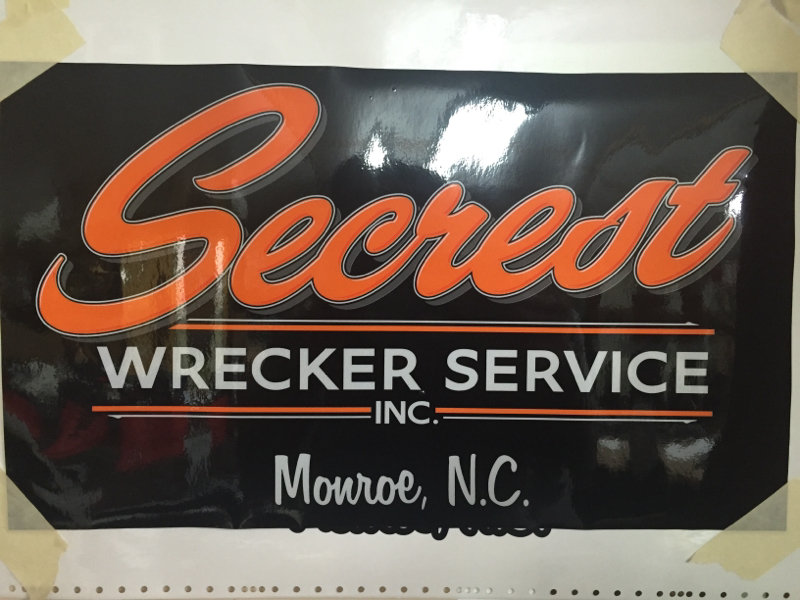 Secrest
WRECKER SERVICE
INC.
Monroe, N.C.